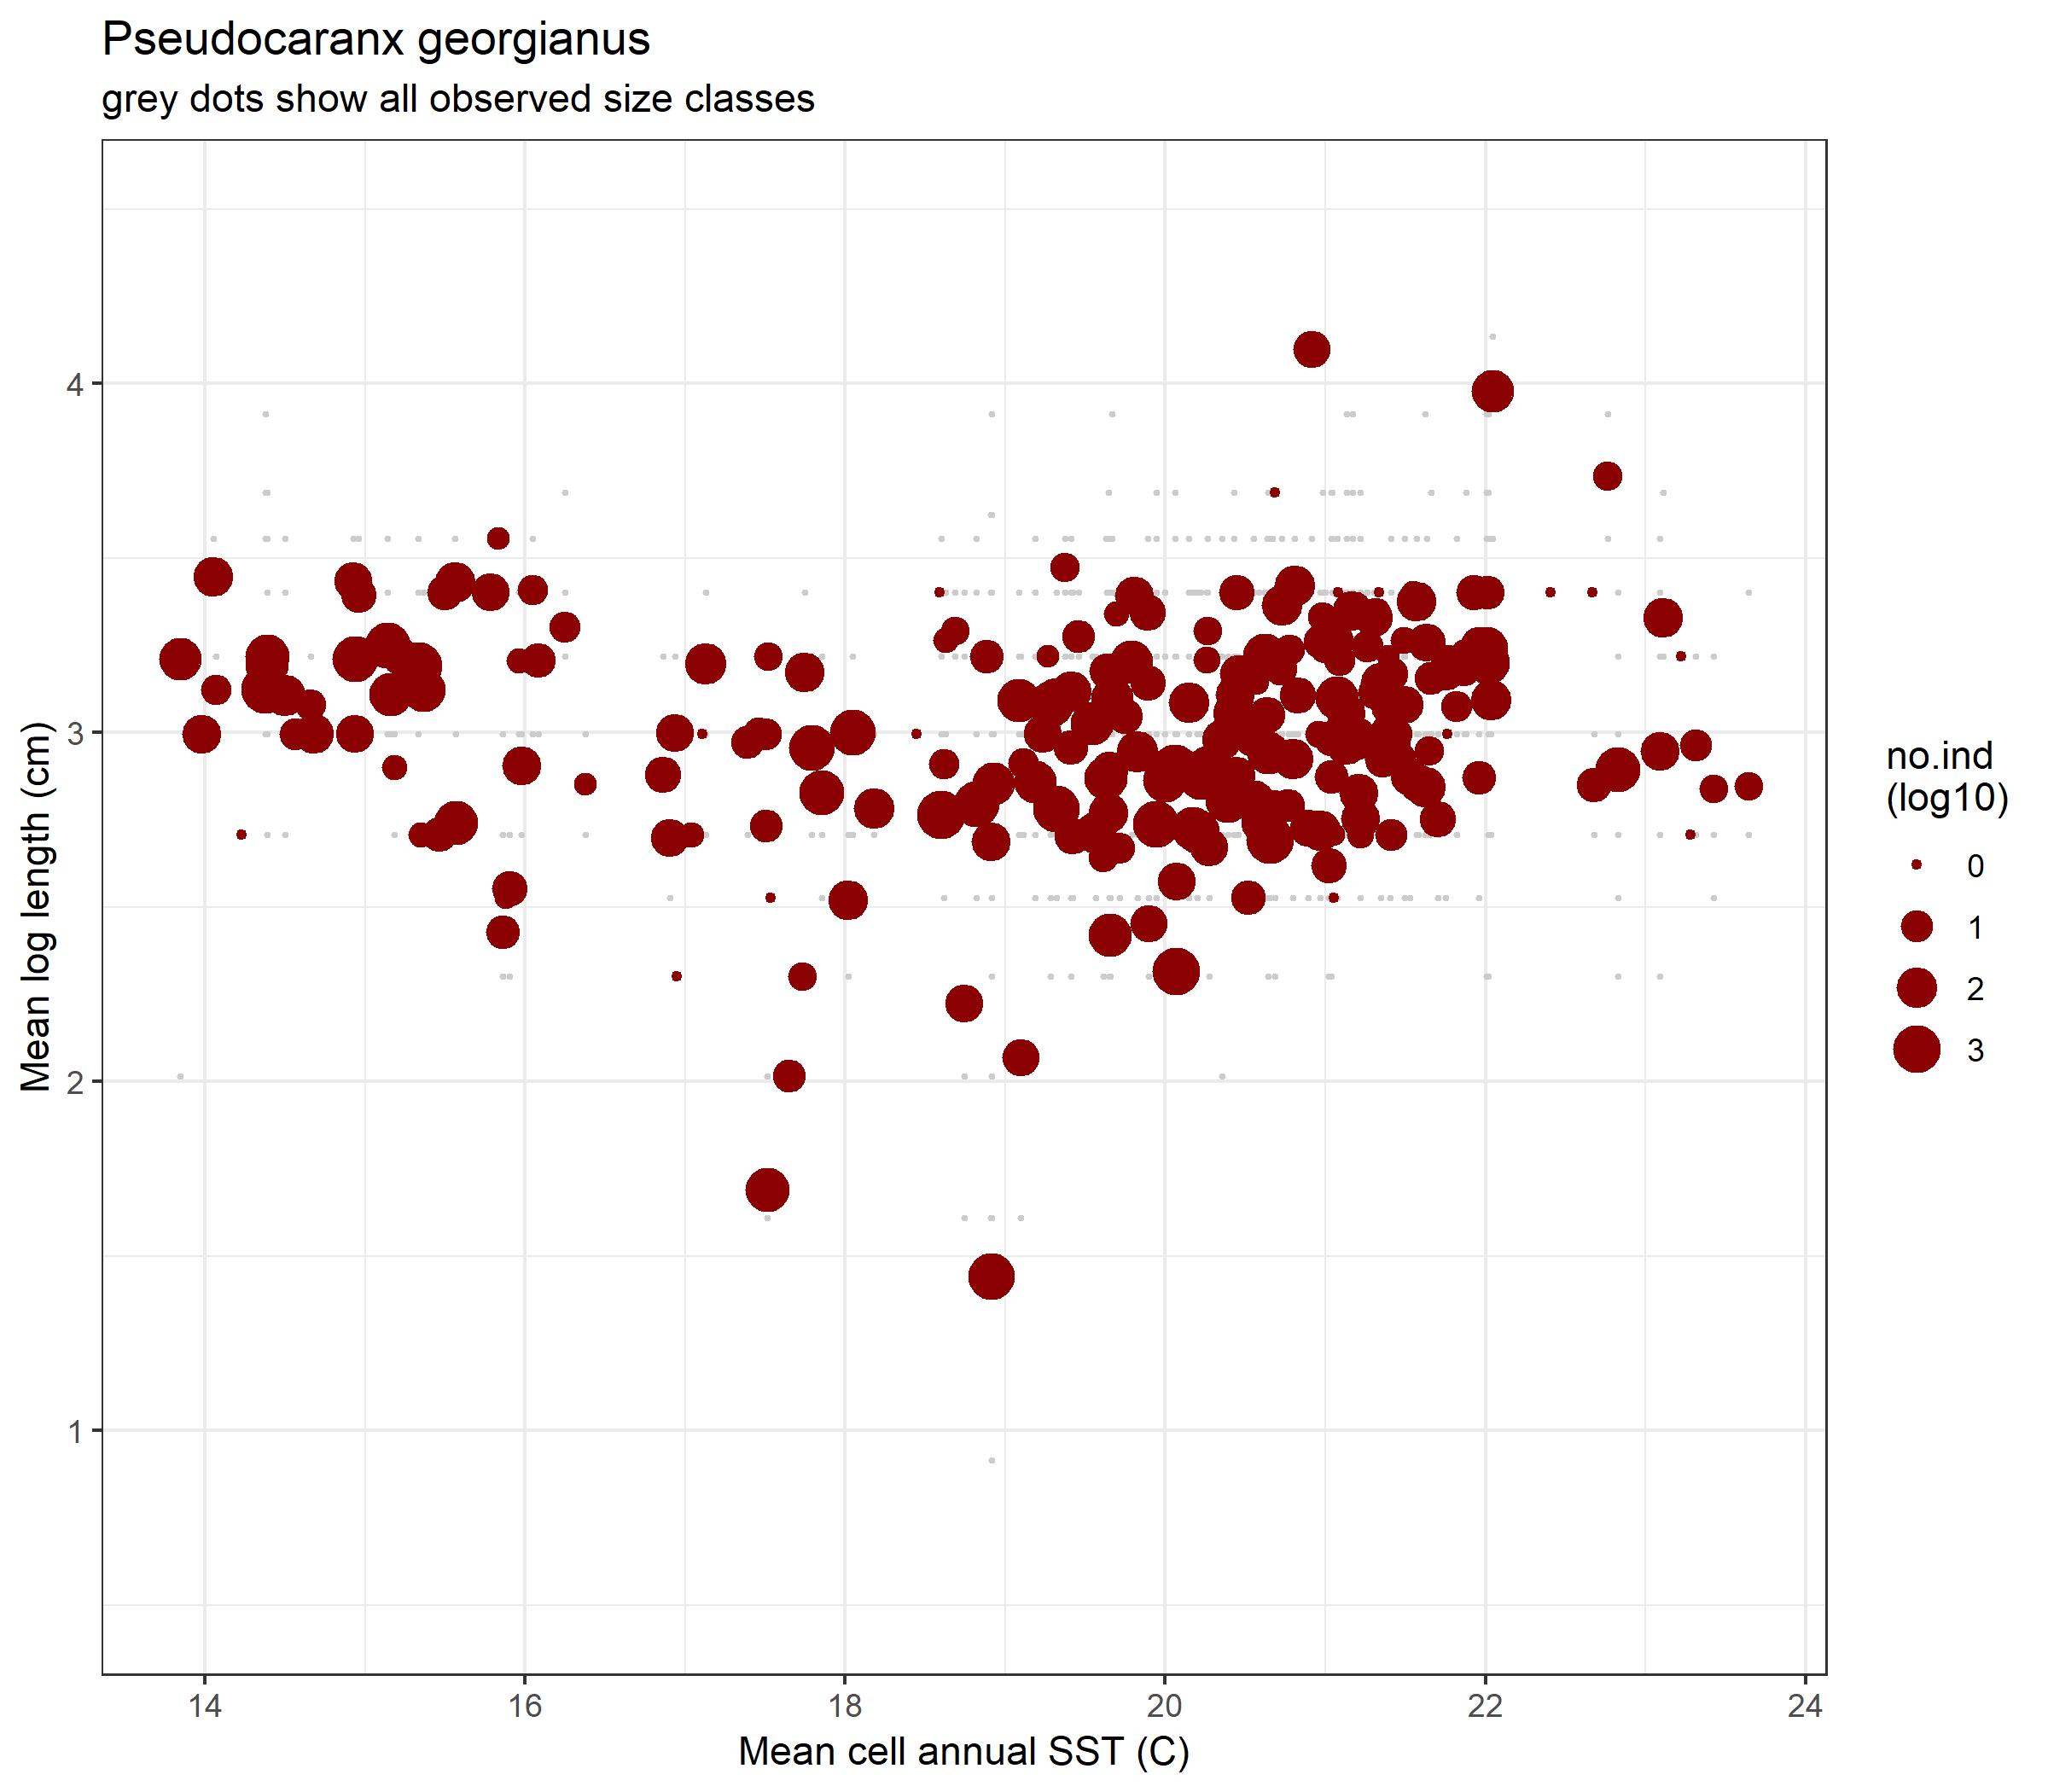 Pseudocaranx georgianus
grey dots show all observed size classes
Mean log length (cm)
4
3
2
1
14 16 18 20 22 24
Mean cell annual SST (C)
no.ind
(log10)
0
1
2
3